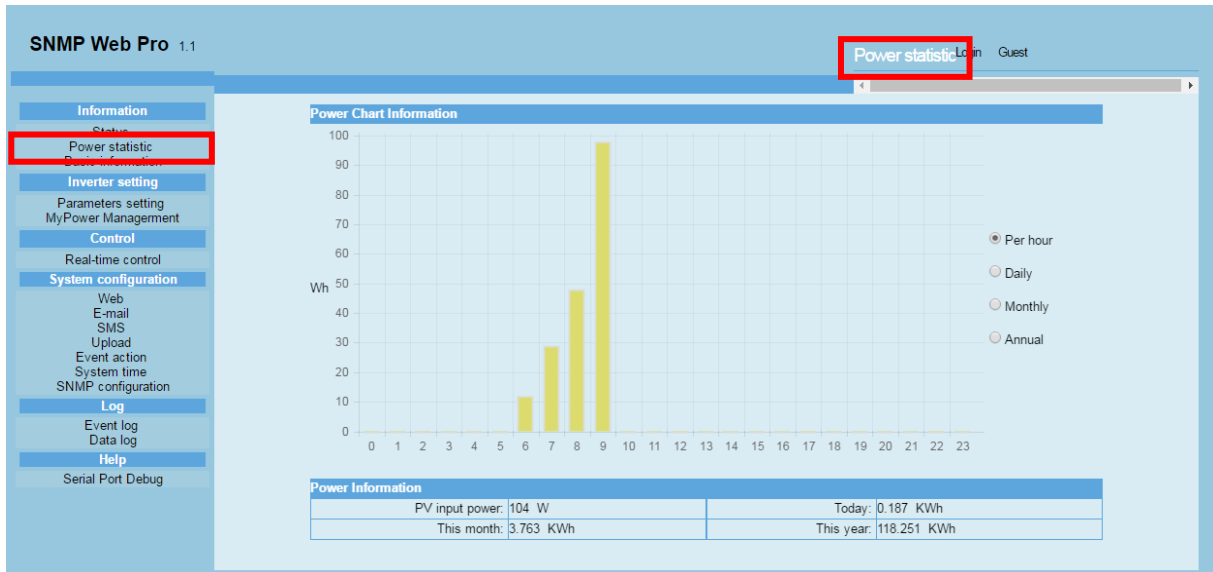 SNMP Web Pro 1.1
Power statistic Login Guest
Information
Status
Power statistic
Basic information
Inverter setting
Parameters setting
MyPower Managerment
Control
Real-time control
System configuration
Web
E-mail
SMS
Upload
Event action
System time
SNMP configuration
Log
Event log
Data log
Help
Serial Port Debug
Power Chart Information
100
90
80
70
60
50
40
30
20
10
0
Wh
0 1 2 3 4 5 6 7 8 9 10 11 12 13 14 15 16 17 18 19 20 21 22 23
Per hour
Daily
Monthly
Annual
Power Information
PV input power: 104 W Today: 0.187 KWh
This month: 3.763 KWh This year: 118.251 KWh